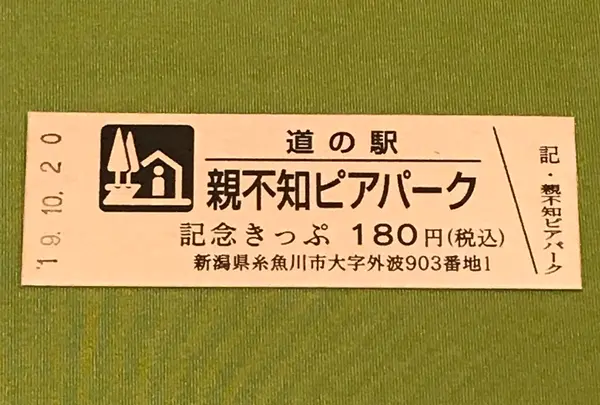 '19.10.20
道の駅
親不知ピアパーク
記念きっぷ 180円(税込)
新潟県糸魚川市大字外波903番地1
記・親不知ピアパーク